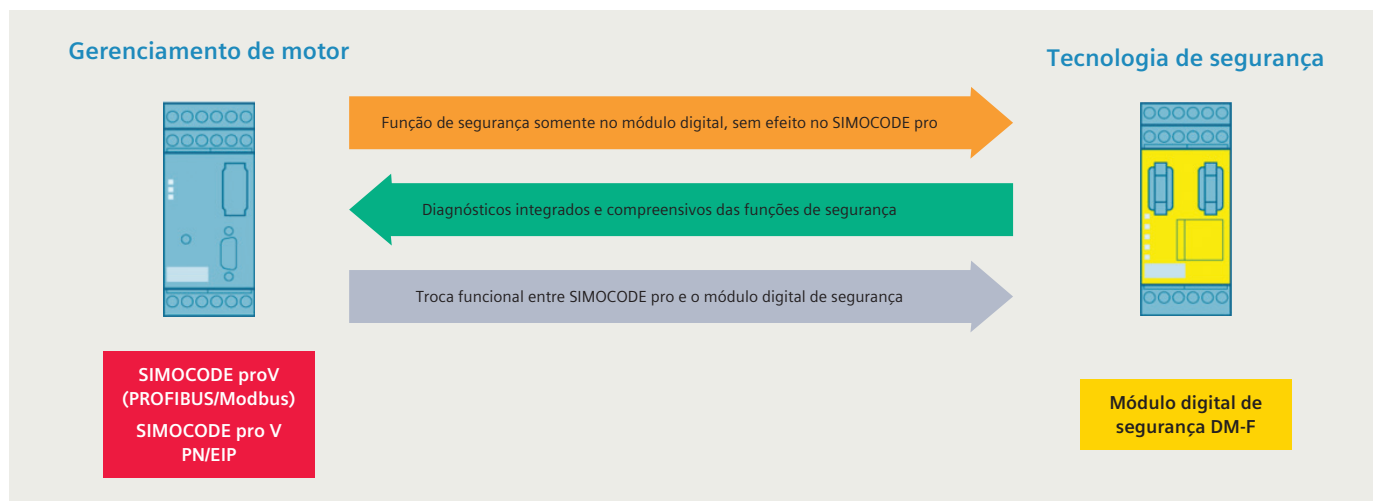 Gerenciamento de motor
Tecnologia de segurança
Função de segurança somente no módulo digital, sem efeito no SIMOCODE pro
Diagnósticos integrados e compreensivos das funções de segurança
Troca funcional entre SIMOCODE pro e o módulo digital de segurança
SIMOCODE proV
(PROFIBUS/Modbus)
SIMOCODE pro V
PN/EIP
Módulo digital de
segurança DM-F